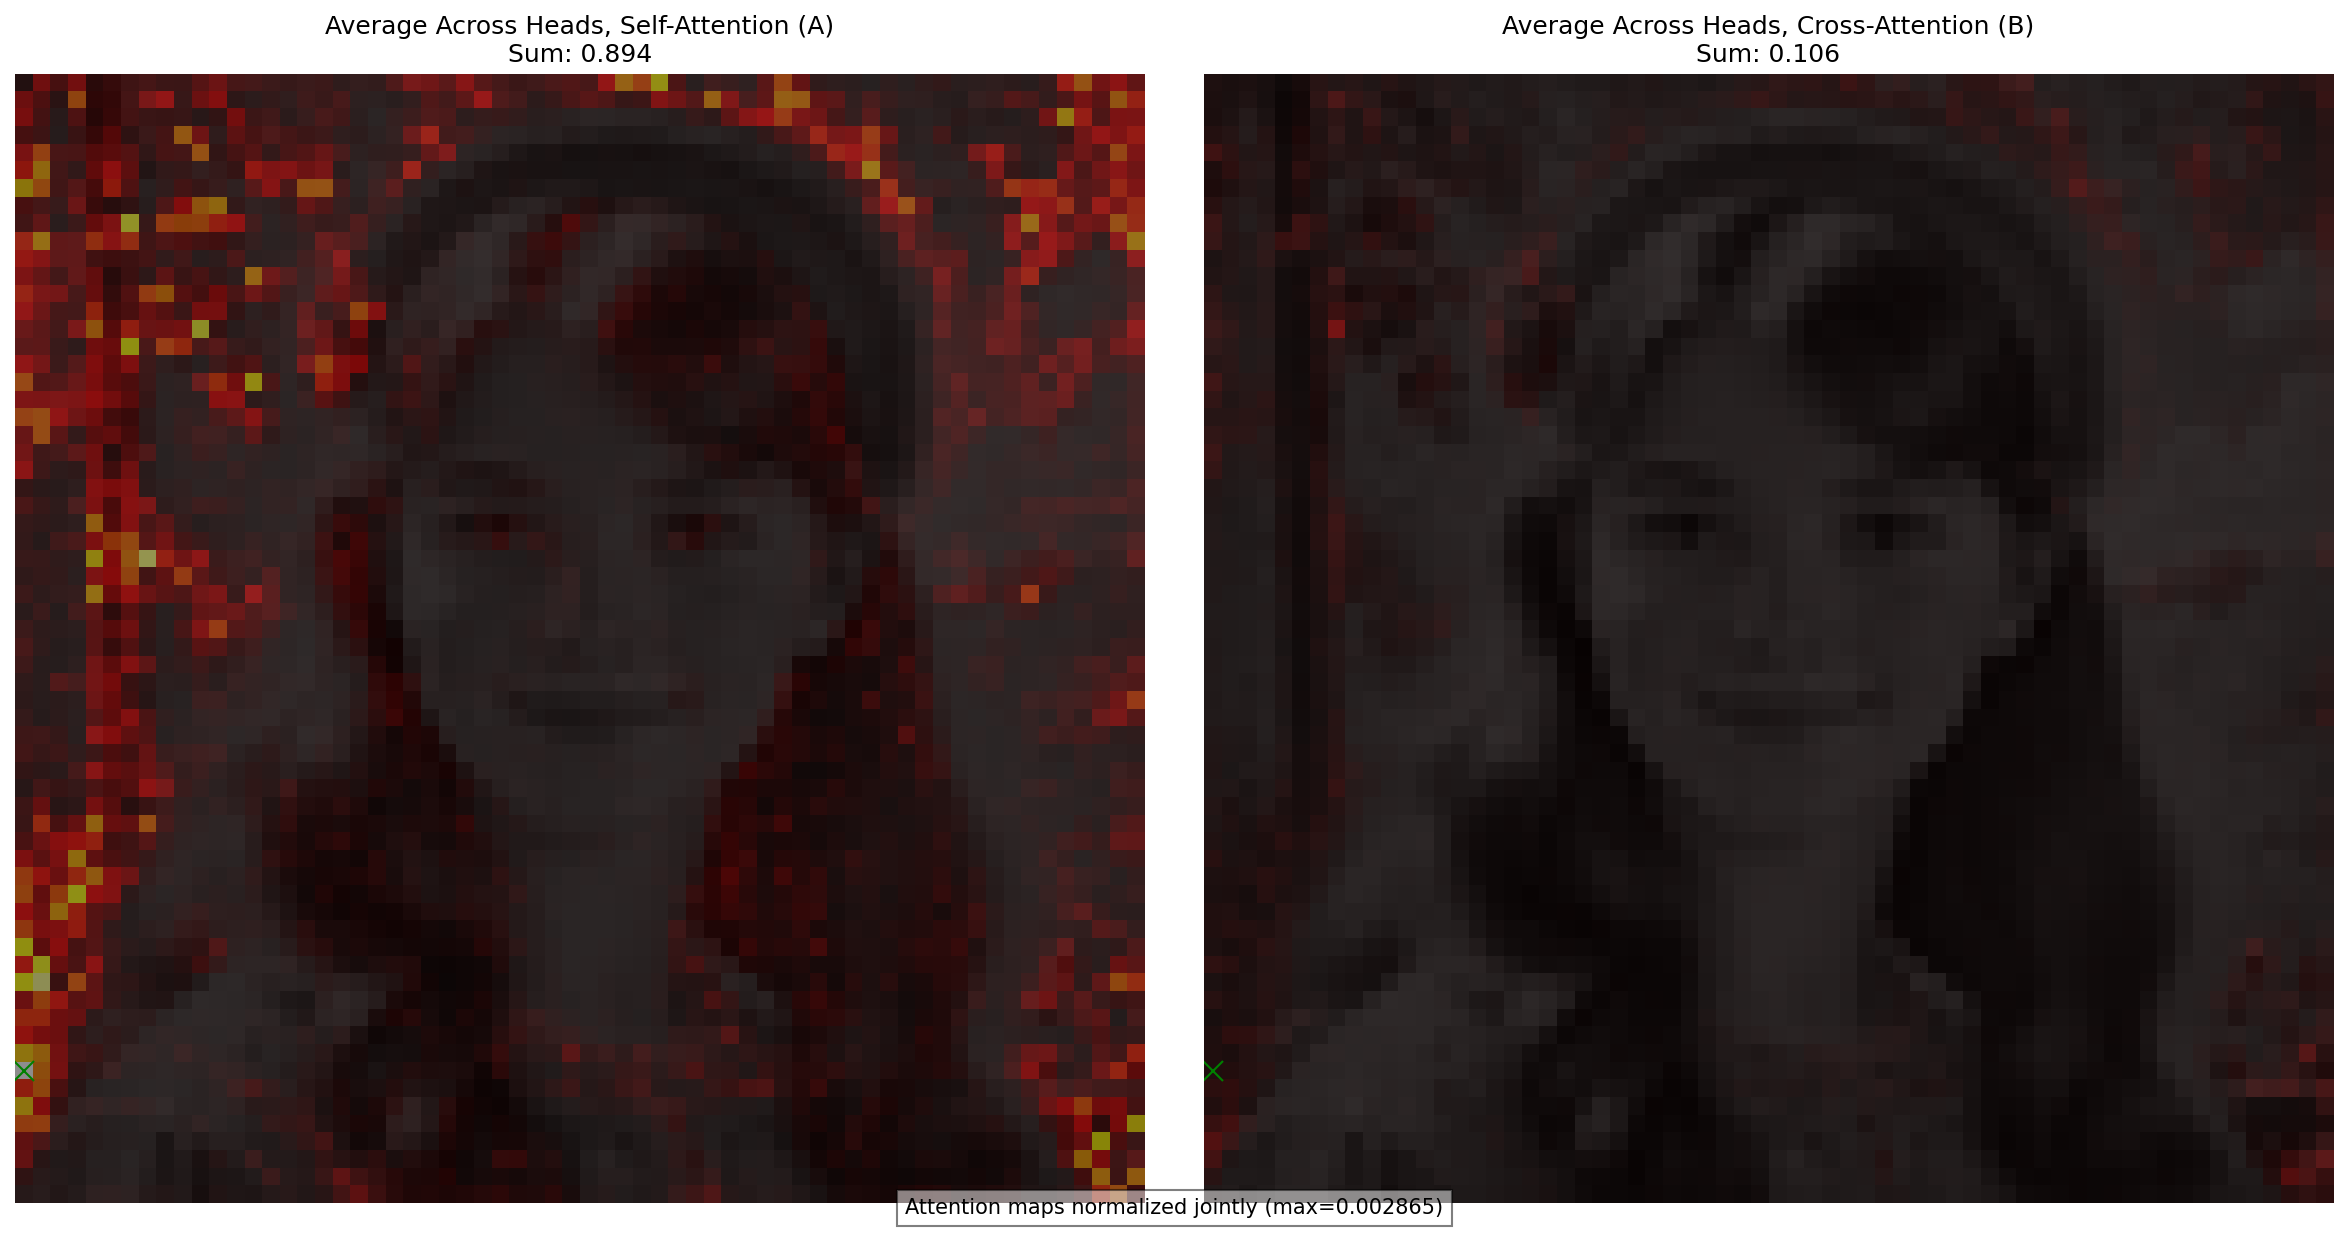 Average Across Heads, Self-Attention (A)
Sum: 0.894
Average Across Heads, Cross-Attention (B)
Sum: 0.106
Attention maps normalized jointly (max=0.002865)